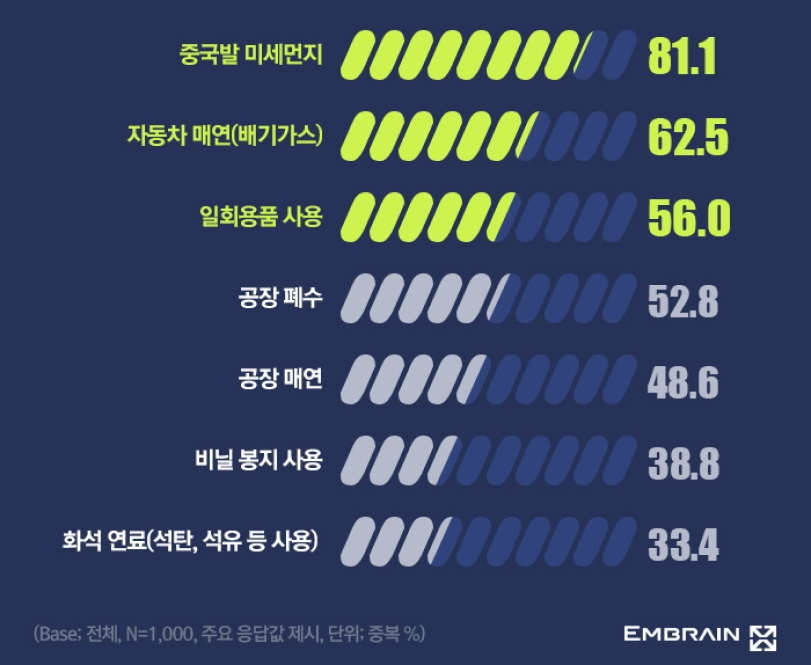 중국발 미세먼지 81.1
자동차 매연(배기가스) 62.5
일회용품 사용 56.0
공장 폐수 52.8
공장 매연 48.6
비닐 봉지 사용 38.8
화석 연료(석탄, 석유 등 사용) 33.4
(Base: 전체, N=1,000, 주요 응답값 제시, 단위: 중복 %)
EMBRAIN